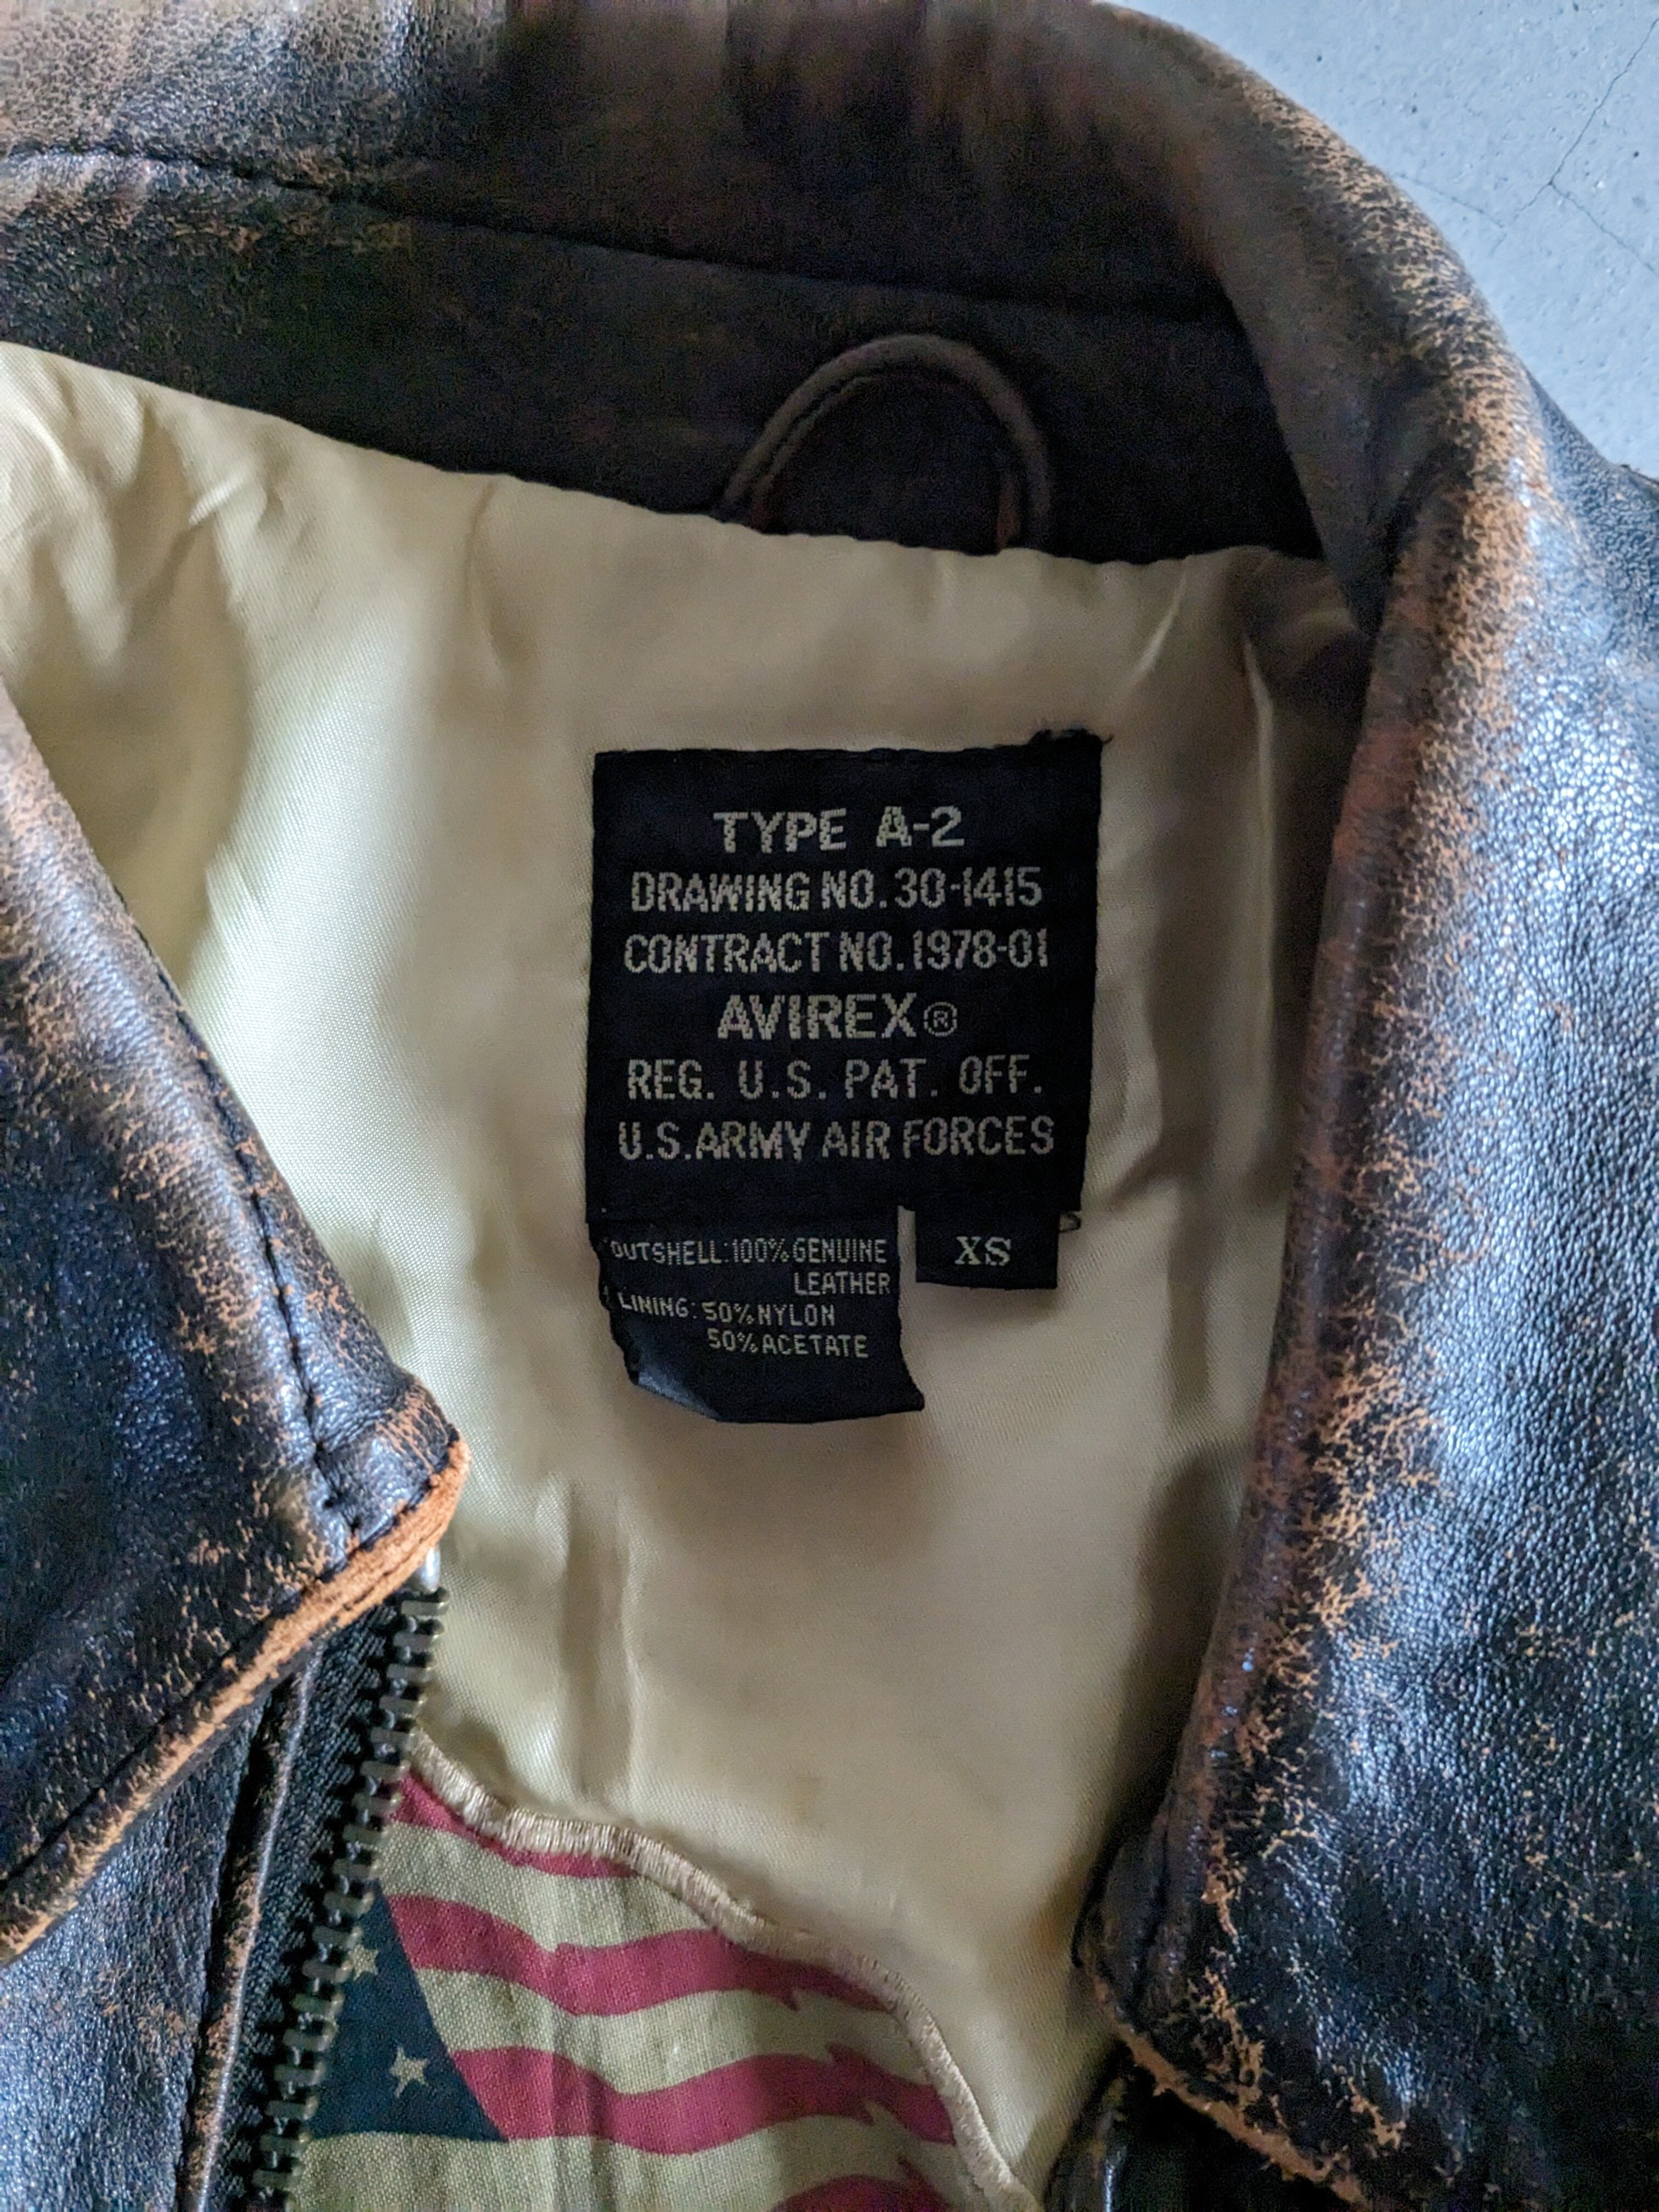 TYPE A-2
DRAWING NO. 30-1415
CONTRACT NO. 1978-01
AVIREX®
REG. U.S. PAT. OFF.
U.S. ARMY AIR FORCES
OUTSHELL: 100% GENUINE
LEATHER
LINING: 50% NYLON
50% ACETATE
XS